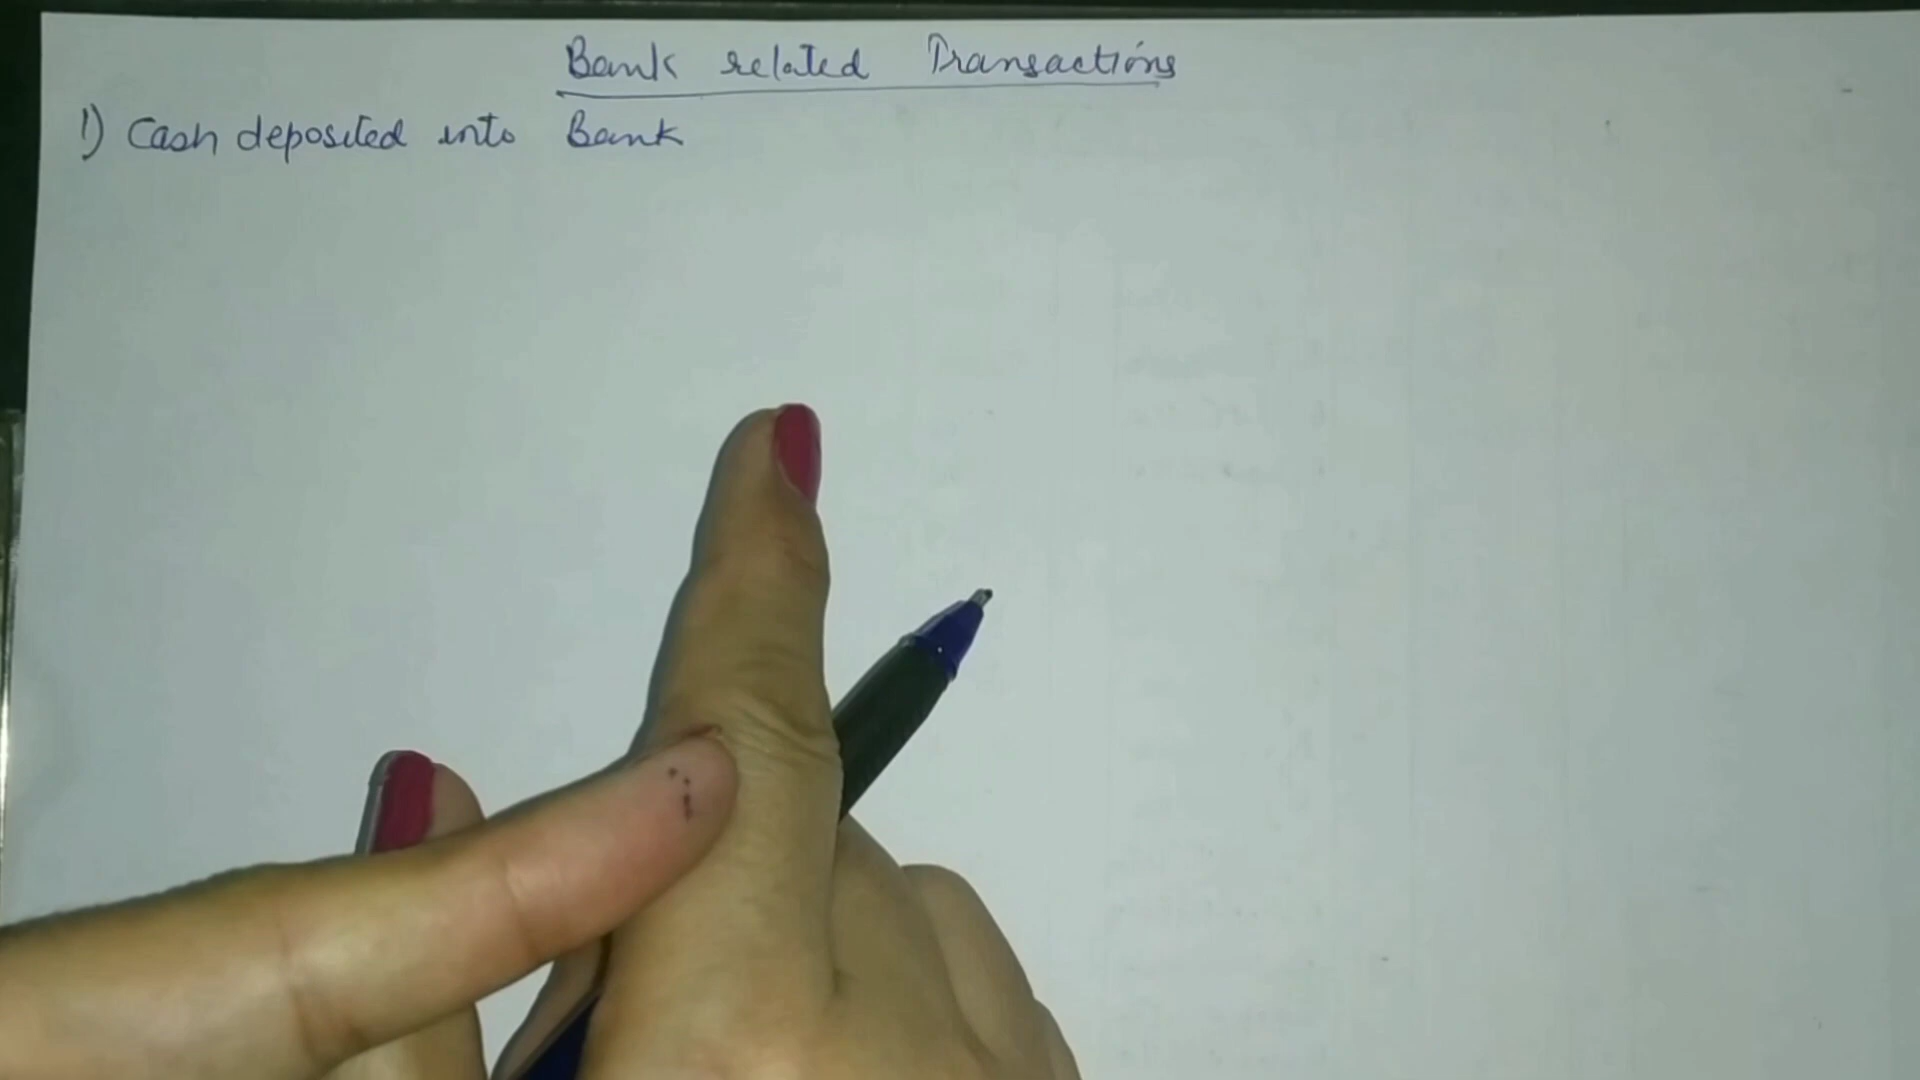 Bank related Transactions
1) Cash deposited into Bank